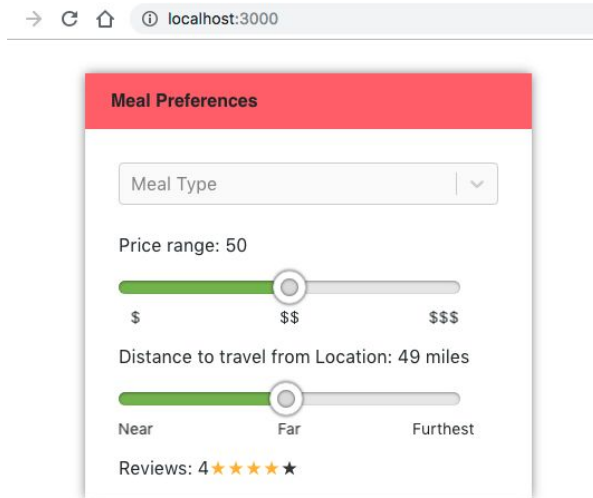 localhost:3000
Meal Preferences
Meal Type
Price range: 50
$ $$ $$$
Distance to travel from Location: 49 miles
Near Far Furthest
Reviews: 4★★★★★